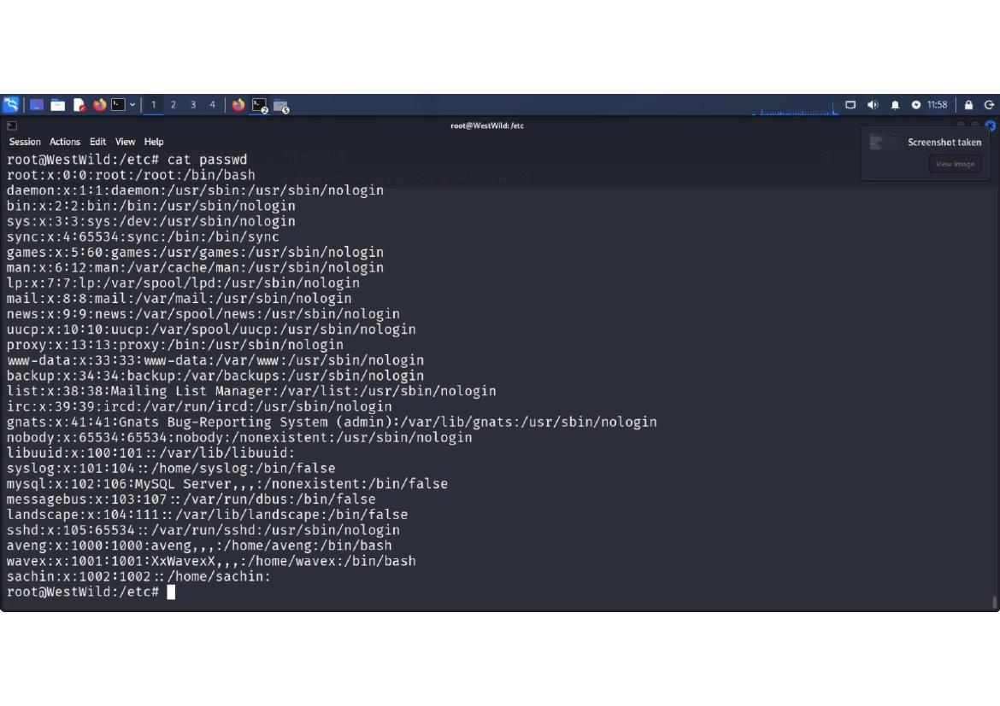 1 2 3 4
2
5
11:58
root@WestWild: /etc
Session Actions Edit View Help
Screenshot taken
View image
root@WestWild:/etc# cat passwd
root:x:0:0:root:/root:/bin/bash
daemon:x:1:1:daemon:/usr/sbin:/usr/sbin/nologin
bin:x:2:2:bin:/bin:/usr/sbin/nologin
sys:x:3:3:sys:/dev:/usr/sbin/nologin
sync:x:4:65534:sync:/bin:/bin/sync
games:x:5:60:games:/usr/games:/usr/sbin/nologin
man:x:6:12:man:/var/cache/man:/usr/sbin/nologin
lp:x:7:7:lp:/var/spool/lpd:/usr/sbin/nologin
mail:x:8:8:mail:/var/mail:/usr/sbin/nologin
news:x:9:9:news:/var/spool/news:/usr/sbin/nologin
uucp:x:10:10:uucp:/var/spool/uucp:/usr/sbin/nologin
proxy:x:13:13:proxy:/bin:/usr/sbin/nologin
www-data:x:33:33:www-data:/var/www:/usr/sbin/nologin
backup:x:34:34:backup:/var/backups:/usr/sbin/nologin
list:x:38:38:Mailing List Manager:/var/list:/usr/sbin/nologin
irc:x:39:39:ircd:/var/run/ircd:/usr/sbin/nologin
gnats:x:41:41:Gnats Bug-Reporting System (admin):/var/lib/gnats:/usr/sbin/nologin
nobody:x:65534:65534:nobody:/nonexistent:/usr/sbin/nologin
libuuid:x:100:101::/var/lib/libuuid:
syslog:x:101:104::/home/syslog:/bin/false
mysql:x:102:106:MySQL Server,,,:/nonexistent:/bin/false
messagebus:x:103:107::/var/run/dbus:/bin/false
landscape:x:104:111::/var/lib/landscape:/bin/false
sshd:x:105:65534::/var/run/sshd:/usr/sbin/nologin
aveng:x:1000:1000:aveng,,,:/home/aveng:/bin/bash
wavex:x:1001:1001:XxWavexX,,,:/home/wavex:/bin/bash
sachin:x:1002:1002::/home/sachin:
root@WestWild:/etc#